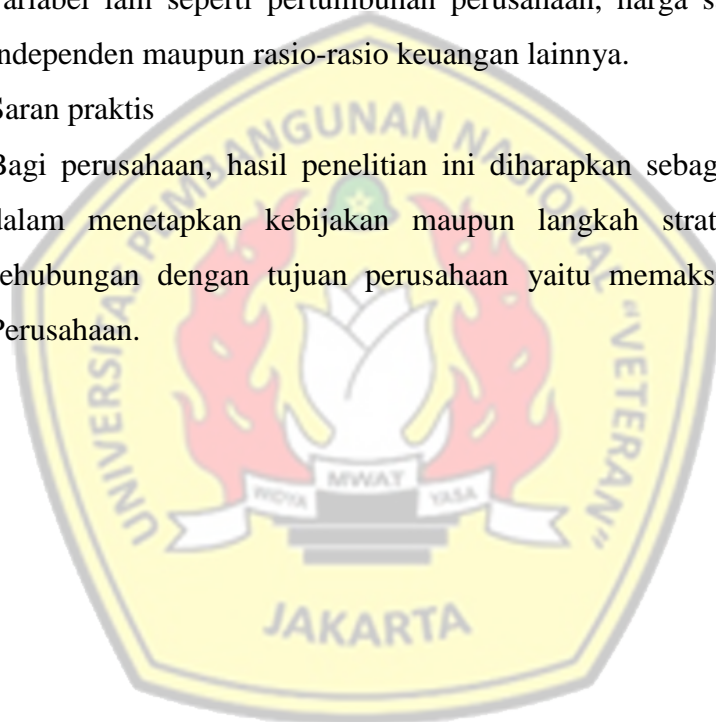 variabel lain seperti pertumbuhan perusahaan, harga s
independen maupun rasio-rasio keuangan lainnya.
Saran praktis
Bagi perusahaan, hasil penelitian ini diharapkan sebag
dalam menetapkan kebijakan maupun langkah strat
sehubungan dengan tujuan perusahaan yaitu memaks
Perusahaan.
UNIVERSITAS PEMBANGUNAN NASIONAL "VETERAN"
WIDYA MWAT YASA
JAKARTA